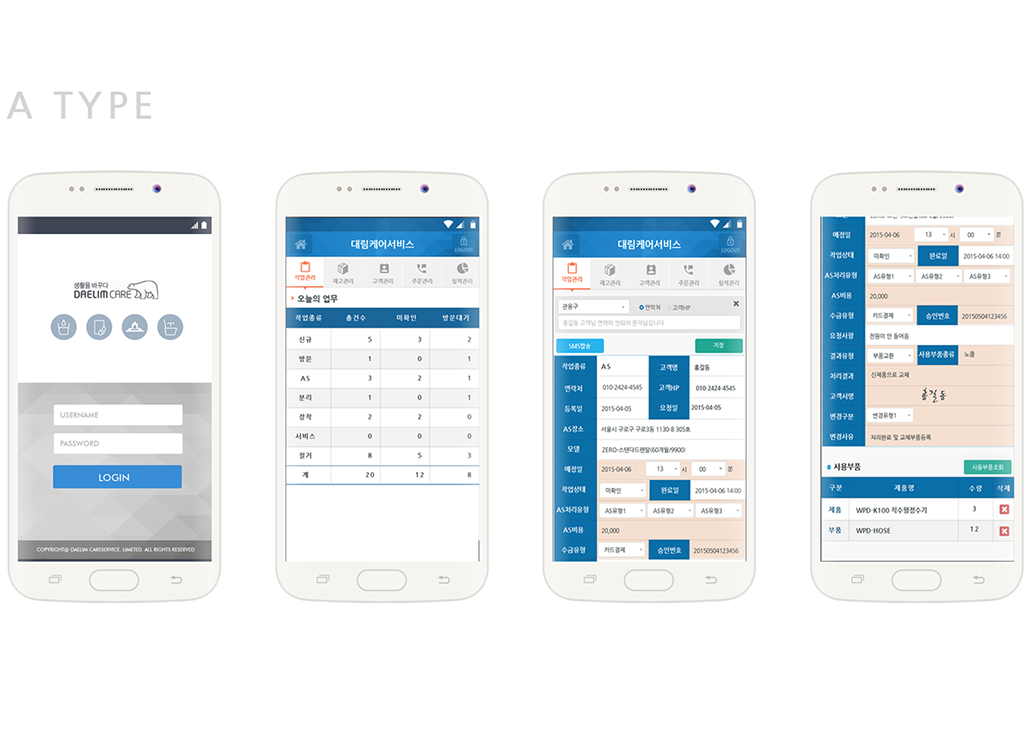 A TYPE
생활을 바꾸다
DAELIM CARE
USERNAME
PASSWORD
LOGIN
COPYRIGHT@ DAELIM CARESERVICE. LIMETED. ALL RIGHTS RESERVED
대림케어서비스
LOGOUT
작업관리 재고관리 고객관리 주문관리 실적관리
오늘의 업무
작업종류 총건수 미확인 방문대기
신규 5 3 2
방문 1 0 1
AS 3 2 1
분리 1 0 1
장착 2 2 0
서비스 0 0 0
철거 8 5 3
계 20 12 8
대림케어서비스
LOGOUT
작업관리 재고관리 고객관리 주문관리 실적관리
관용구 연락처 고객HP
홍길동 고객님 연락이 안되어 문자남깁니다
SMS발송 저장
작업종류 AS 고객명 홍길동
연락처 010-2424-4545 고객HP 010-2424-4545
등록일 2015-04-05 요청일 2015-04-05
AS장소 서울시 구로구 구로3동 1130-8 305호
모델 ZERO-스탠다드렌탈(60개월/9900)
예정일 2015-04-06 13 시 00 분
작업상태 미확인 완료일 2015-04-06 14:00
AS처리유형 AS유형1 AS유형2 AS유형3
AS비용 20,000
수금유형 카드결제 승인번호 20150504123456
예정일 2015-04-06 13 시 00 분
작업상태 미확인 완료일 2015-04-06 14:00
AS처리유형 AS유형1 AS유형2 AS유형3
AS비용 20,000
수금유형 카드결제 승인번호 20150504123456
요청사항 전원이 안 들어옴
결과유형 부품교환 사용부품종류 노즐
처리결과 신제품으로 교체
고객서명 홍길동
변경구분 변경유형1
변경사유 처리완료 및 교체부품등록
사용부품 사용부품조회
구분 제품명 수량 삭제
제품 WPD-K100 직수형정수기 3
부품 WPD-HOSE 12